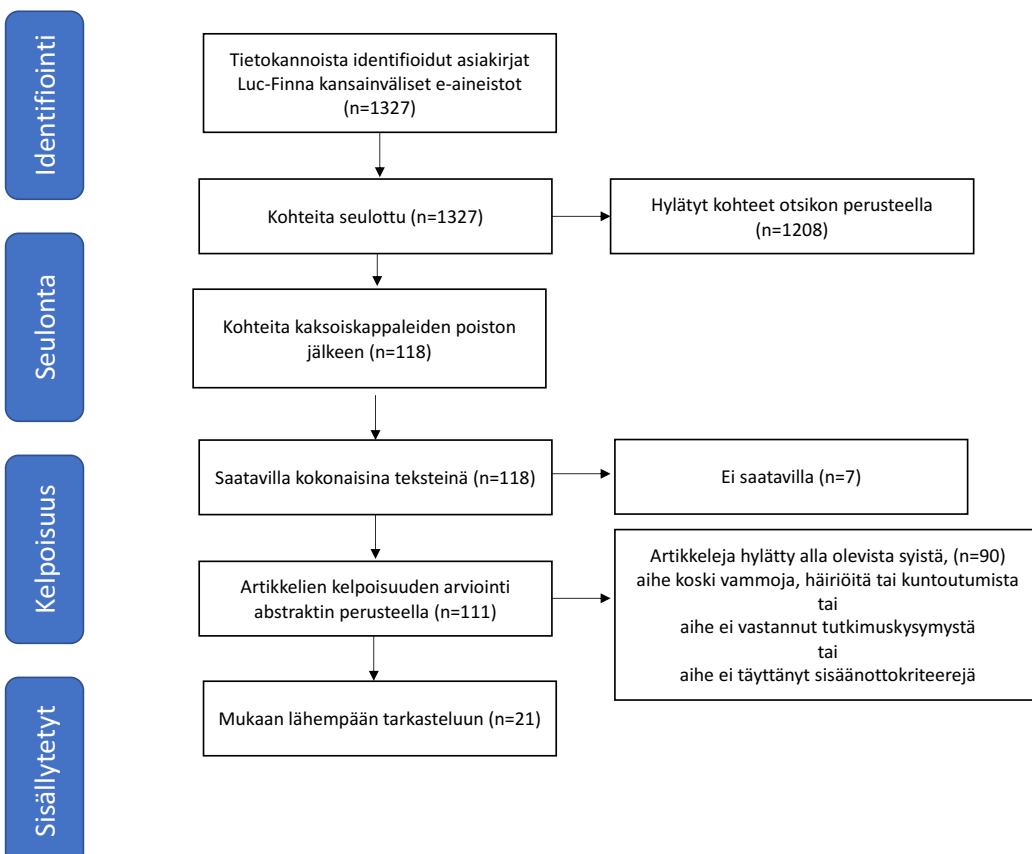 Identifiointi
Tietokannoista identifioidut asiakirjat
Luc-Finna kansainväliset e-aineistot
(n=1327)
Kohteita seulottu (n=1327)
Hylätyt kohteet otsikon perusteella
(n=1208)
Seulonta
Kohteita kaksoiskappaleiden poiston
jälkeen (n=118)
Kelpoisuus
Saatavilla kokonaisina teksteinä (n=118)
Ei saatavilla (n=7)
Artikkelien kelpoisuuden arviointi
abstraktin perusteella (n=111)
Artikkeleja hylätty alla olevista syistä, (n=90)
aihe koski vammoja, häiriöitä tai kuntoutumista
tai
aihe ei vastannut tutkimuskysymystä
tai
aihe ei täyttänyt sisäänottokriteerejä
Sisällytetyt
Mukaan lähempään tarkasteluun (n=21)